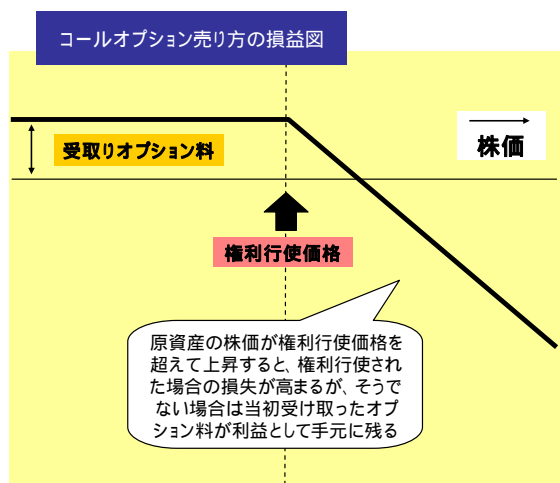 コールオプション売り方の損益図
受取りオプション料
株価
権利行使価格
原資産の株価が権利行使価格を
超えて上昇すると、権利行使され
た場合の損失が高まるが、そうで
ない場合は当初受け取ったオプ
ション料が利益として手元に残る